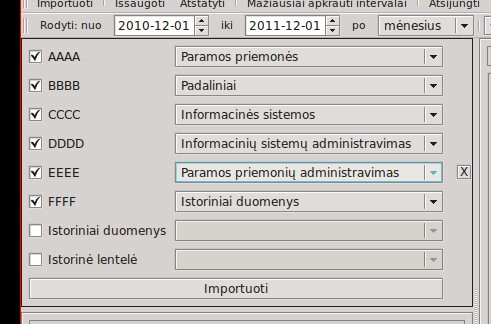 Importuoti Išsaugoti Atstatyti Mažiausiai apkrauti intervalai Atsijungti
Rodyti: nuo 2010-12-01 iki 2011-12-01 po mėnesius
AAAA Paramos priemonės
BBBB Padaliniai
CCCC Informacinės sistemos
DDDD Informacinių sistemų administravimas
EEEE Paramos priemonių administravimas X
FFFF Istoriniai duomenys
Istoriniai duomenys
Istorinė lentelė
Importuoti